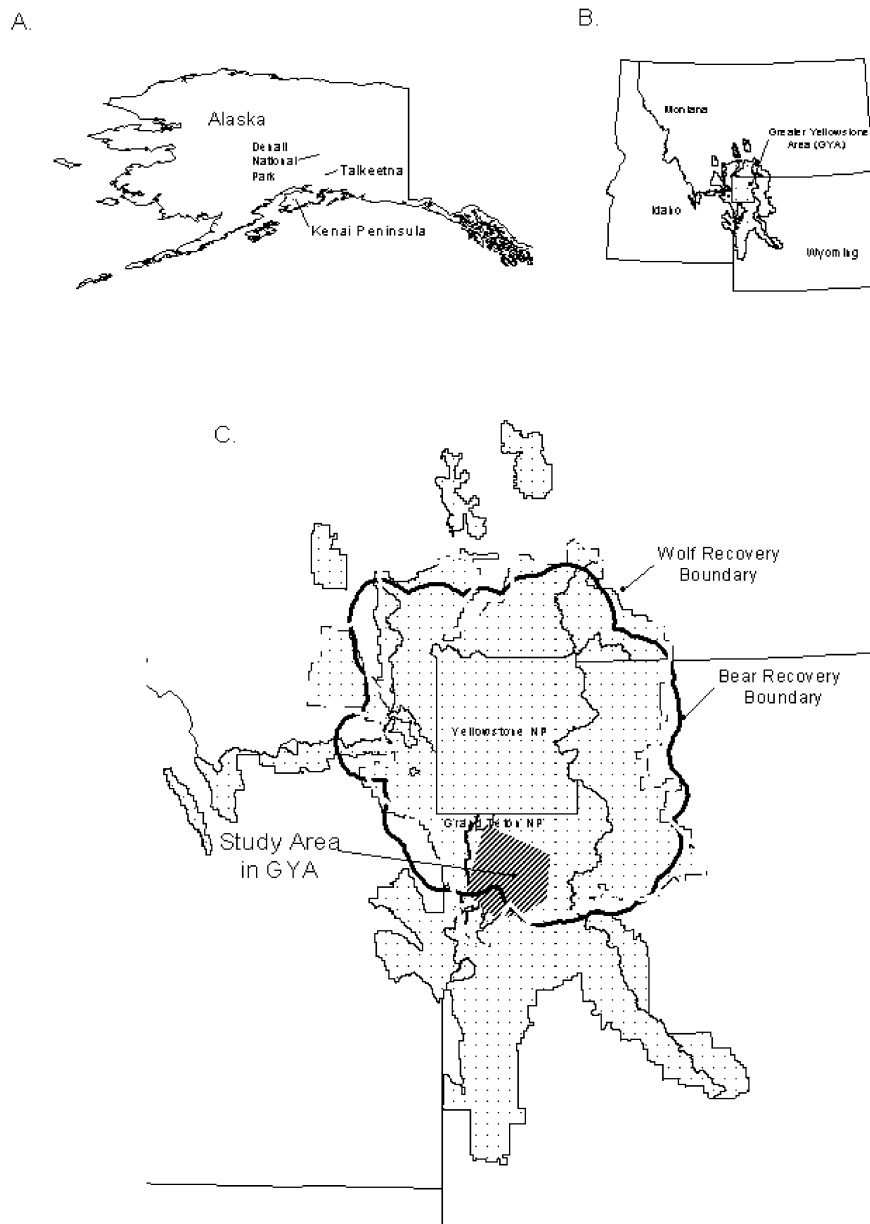 A.
Alaska
Denali
National
Park
Talkeetna
Kenai Peninsula
B.
Montana
Greater Yellowstone
Area (GYA)
Idaho
Wyoming
C.
Wolf Recovery
Boundary
Bear Recovery
Boundary
Yellowstone NP
Grand Teton NP
Study Area
in GYA